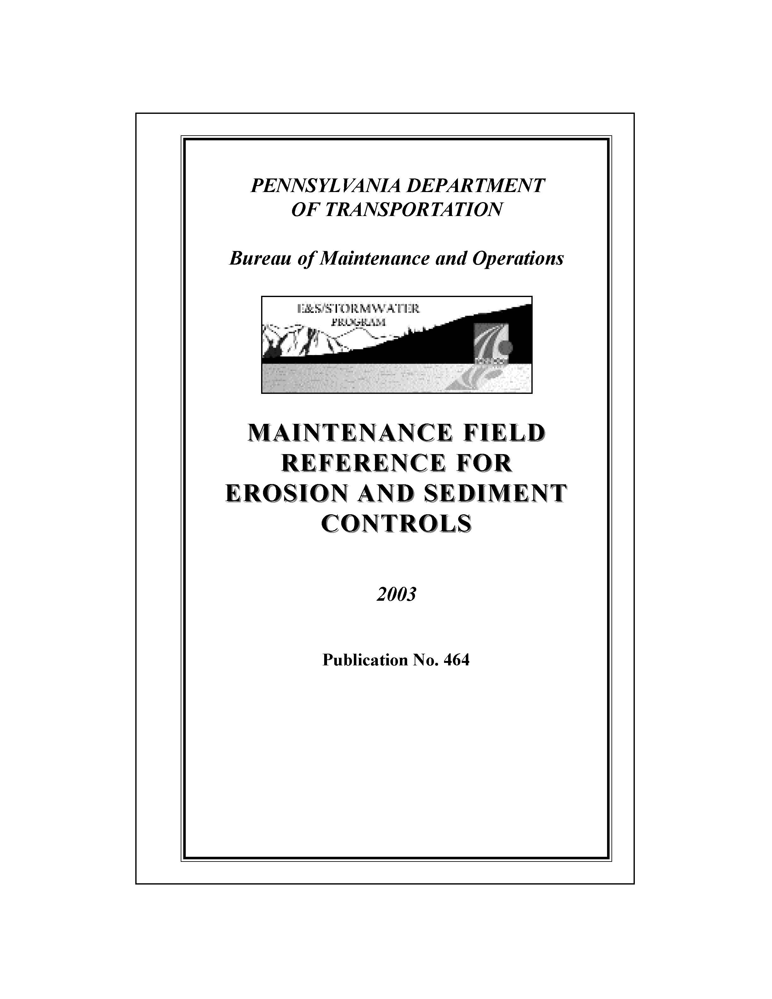 PENNSYLVANIA DEPARTMENT
OF TRANSPORTATION
Bureau of Maintenance and Operations
E&S/STORMWATER
PROGRAM
MAINTENANCE FIELD
REFERENCE FOR
EROSION AND SEDIMENT
CONTROLS
2003
Publication No. 464